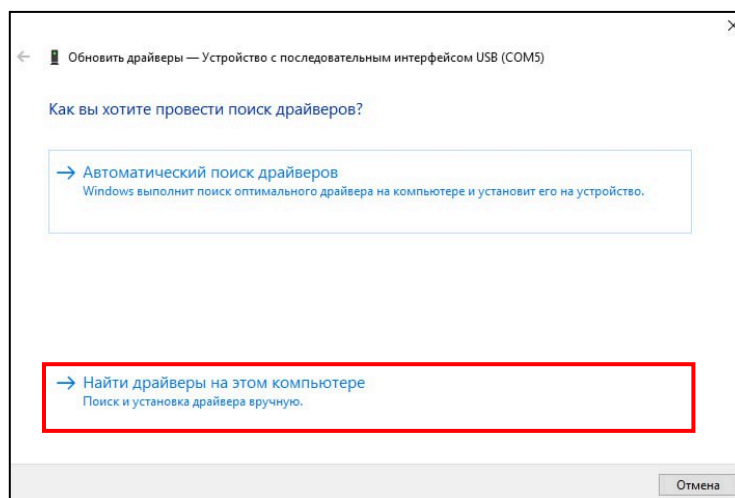 Обновить драйверы — Устройство с последовательным интерфейсом USB (COM5)
Как вы хотите провести поиск драйверов?
→ Автоматический поиск драйверов
Windows выполнит поиск оптимального драйвера на компьютере и установит его на устройство.
→ Найти драйверы на этом компьютере
Поиск и установка драйвера вручную.
Отмена